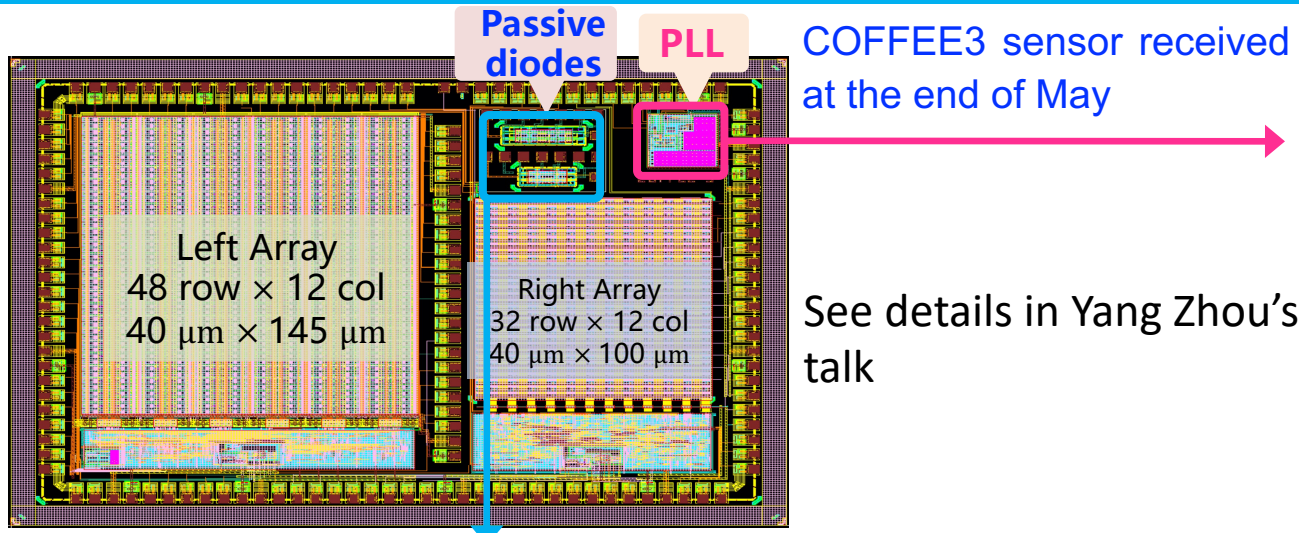 Passive
diodes
PLL
COFFEE3 sensor received
at the end of May
Left Array
48 row × 12 col
40 μm × 145 μm
Right Array
32 row × 12 col
40 μm × 100 μm
See details in Yang Zhou's
talk